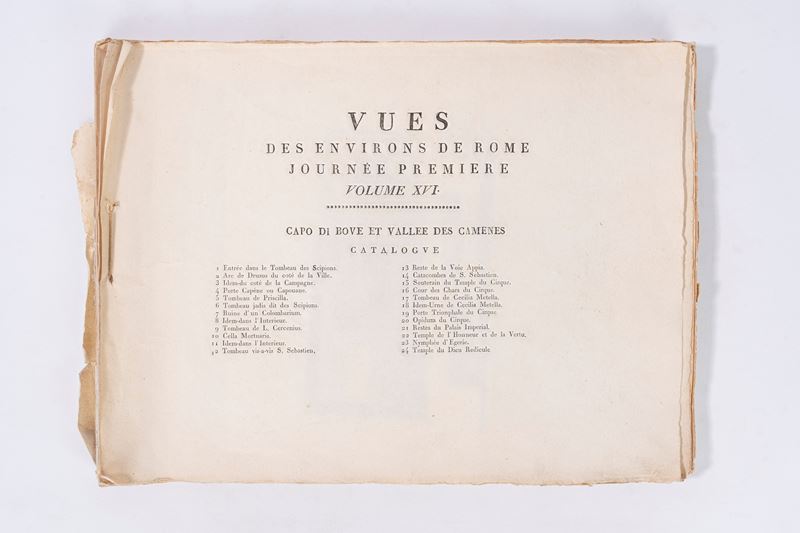 VUES
DES ENVIRONS DE ROME
JOURNÉE PREMIERE
VOLUME XVI.
CAPO DI BOVE ET VALLEE DES CAMENES
CATALOGVE
1 Entrée dans le Tombeau des Scipions.
2 Arc de Drusus du coté de la Ville.
3 Idem-du coté de la Campagne.
4 Porte Capéne ou Capouane.
5 Tombeau de Priscilla.
6 Tombeau jadis dit des Scipions.
7 Ruine d'un Colombarium.
8 Idem-dans l'Interieur.
9 Tombeau de L. Cercenius.
10 Cella Mortuaria.
11 Idem-dans l'Interieur.
12 Tombeau vis-a-vis S. Sebastien,
13 Reste de la Voie Appia.
14 Catacombes de S. Sebastien.
15 Souterain du Temple du Cirque.
16 Cour des Chars du Cirque.
17 Tombeau de Cecilia Metella.
18 Idem-Urne de Cecilia Metella.
19 Porte Trionphale du Cirque
20 Opidum du Cirque.
21 Restes du Palais Imperial.
22 Temple de l'Honneur et de la Vertu.
23 Nymphée d'Egerie.
24 Temple du Dieu Redicule